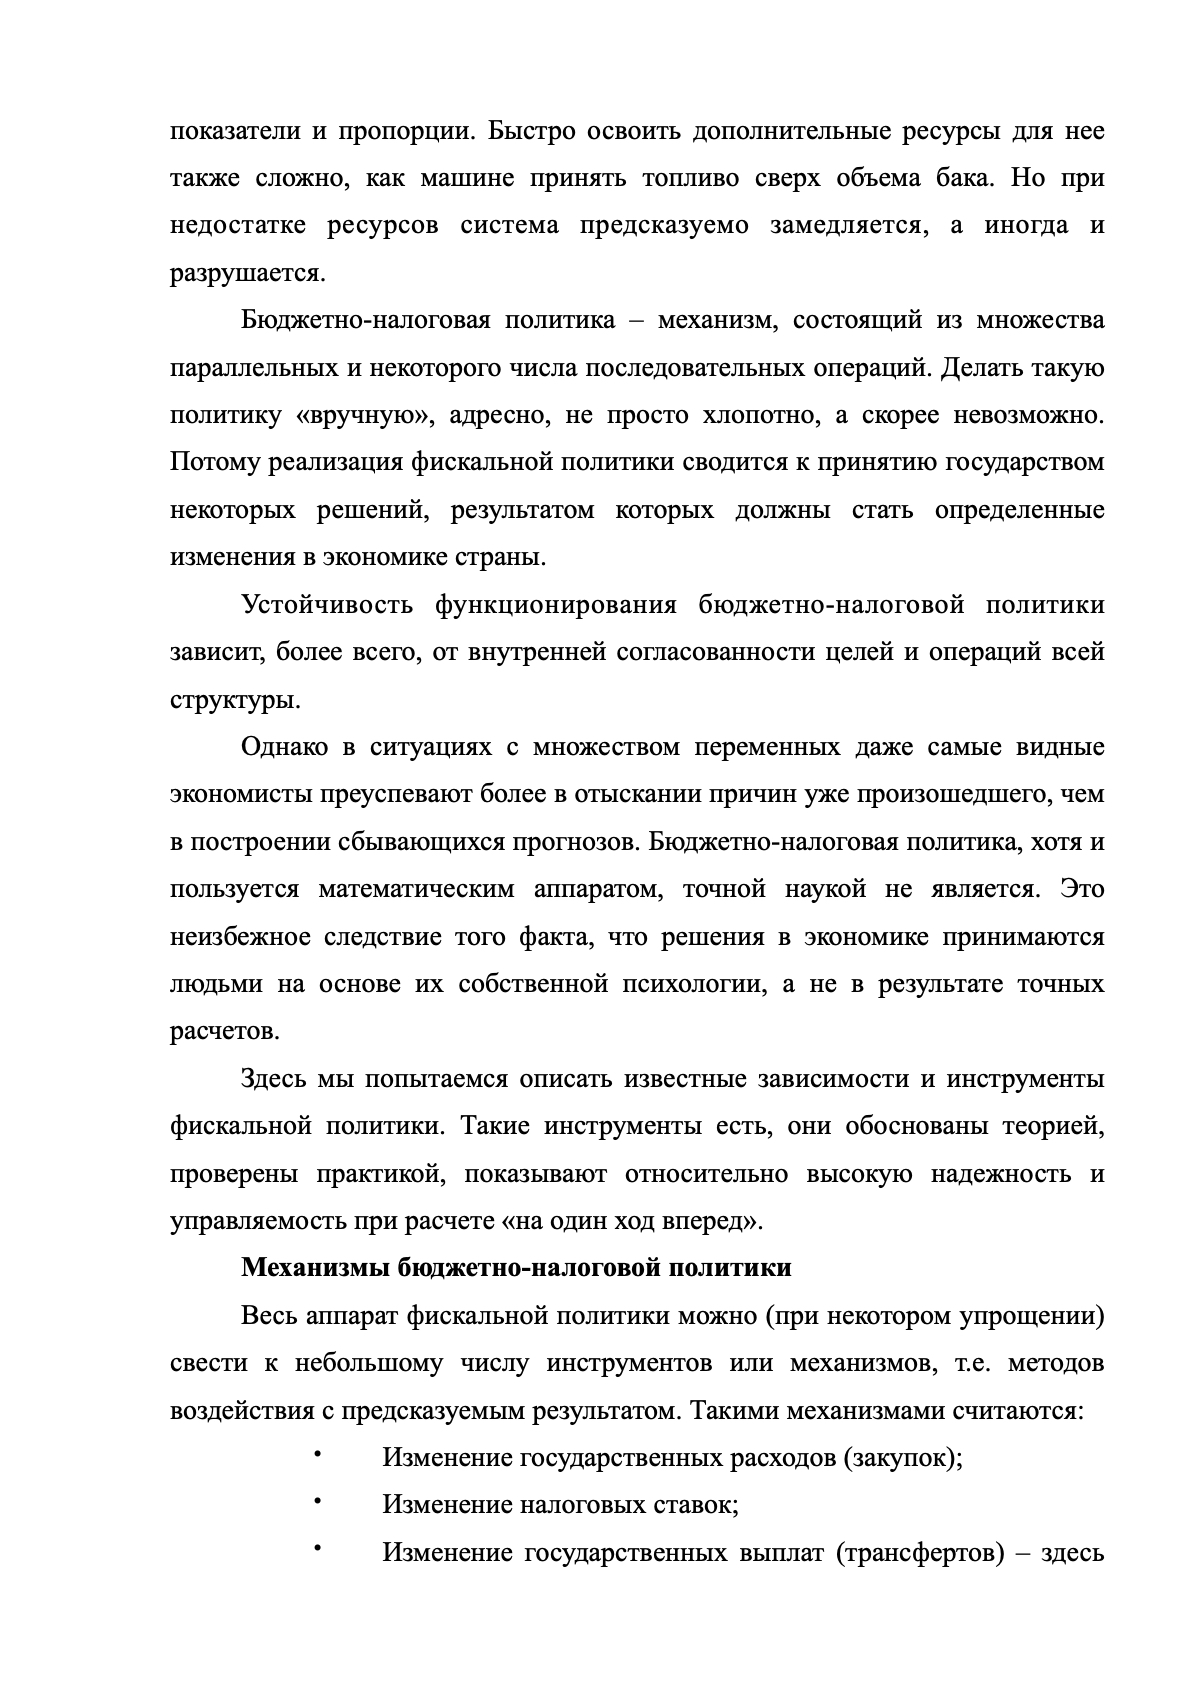 показатели и пропорции. Быстро освоить дополнительные ресурсы для нее
также сложно, как машине принять топливо сверх объема бака. Но при
недостатке ресурсов система предсказуемо замедляется, а иногда и
разрушается.
Бюджетно-налоговая политика – механизм, состоящий из множества
параллельных и некоторого числа последовательных операций. Делать такую
политику «вручную», адресно, не просто хлопотно, а скорее невозможно.
Потому реализация фискальной политики сводится к принятию государством
некоторых решений, результатом которых должны стать определенные
изменения в экономике страны.
Устойчивость функционирования бюджетно-налоговой политики
зависит, более всего, от внутренней согласованности целей и операций всей
структуры.
Однако в ситуациях с множеством переменных даже самые видные
экономисты преуспевают более в отыскании причин уже произошедшего, чем
в построении сбывающихся прогнозов. Бюджетно-налоговая политика, хотя и
пользуется математическим аппаратом, точной наукой не является. Это
неизбежное следствие того факта, что решения в экономике принимаются
людьми на основе их собственной психологии, а не в результате точных
расчетов.
Здесь мы попытаемся описать известные зависимости и инструменты
фискальной политики. Такие инструменты есть, они обоснованы теорией,
проверены практикой, показывают относительно высокую надежность и
управляемость при расчете «на один ход вперед».
Механизмы бюджетно-налоговой политики
Весь аппарат фискальной политики можно (при некотором упрощении)
свести к небольшому числу инструментов или механизмов, т.е. методов
воздействия с предсказуемым результатом. Такими механизмами считаются:
• Изменение государственных расходов (закупок);
• Изменение налоговых ставок;
• Изменение государственных выплат (трансфертов) – здесь